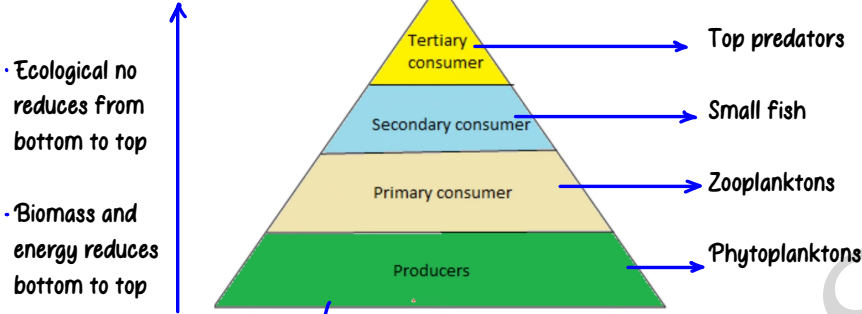 · Ecological no
reduces from
bottom to top
· Biomass and
energy reduces
bottom to top
Tertiary
consumer
Secondary consumer
Primary consumer
Producers
Top predators
Small fish
Zooplanktons
Phytoplanktons